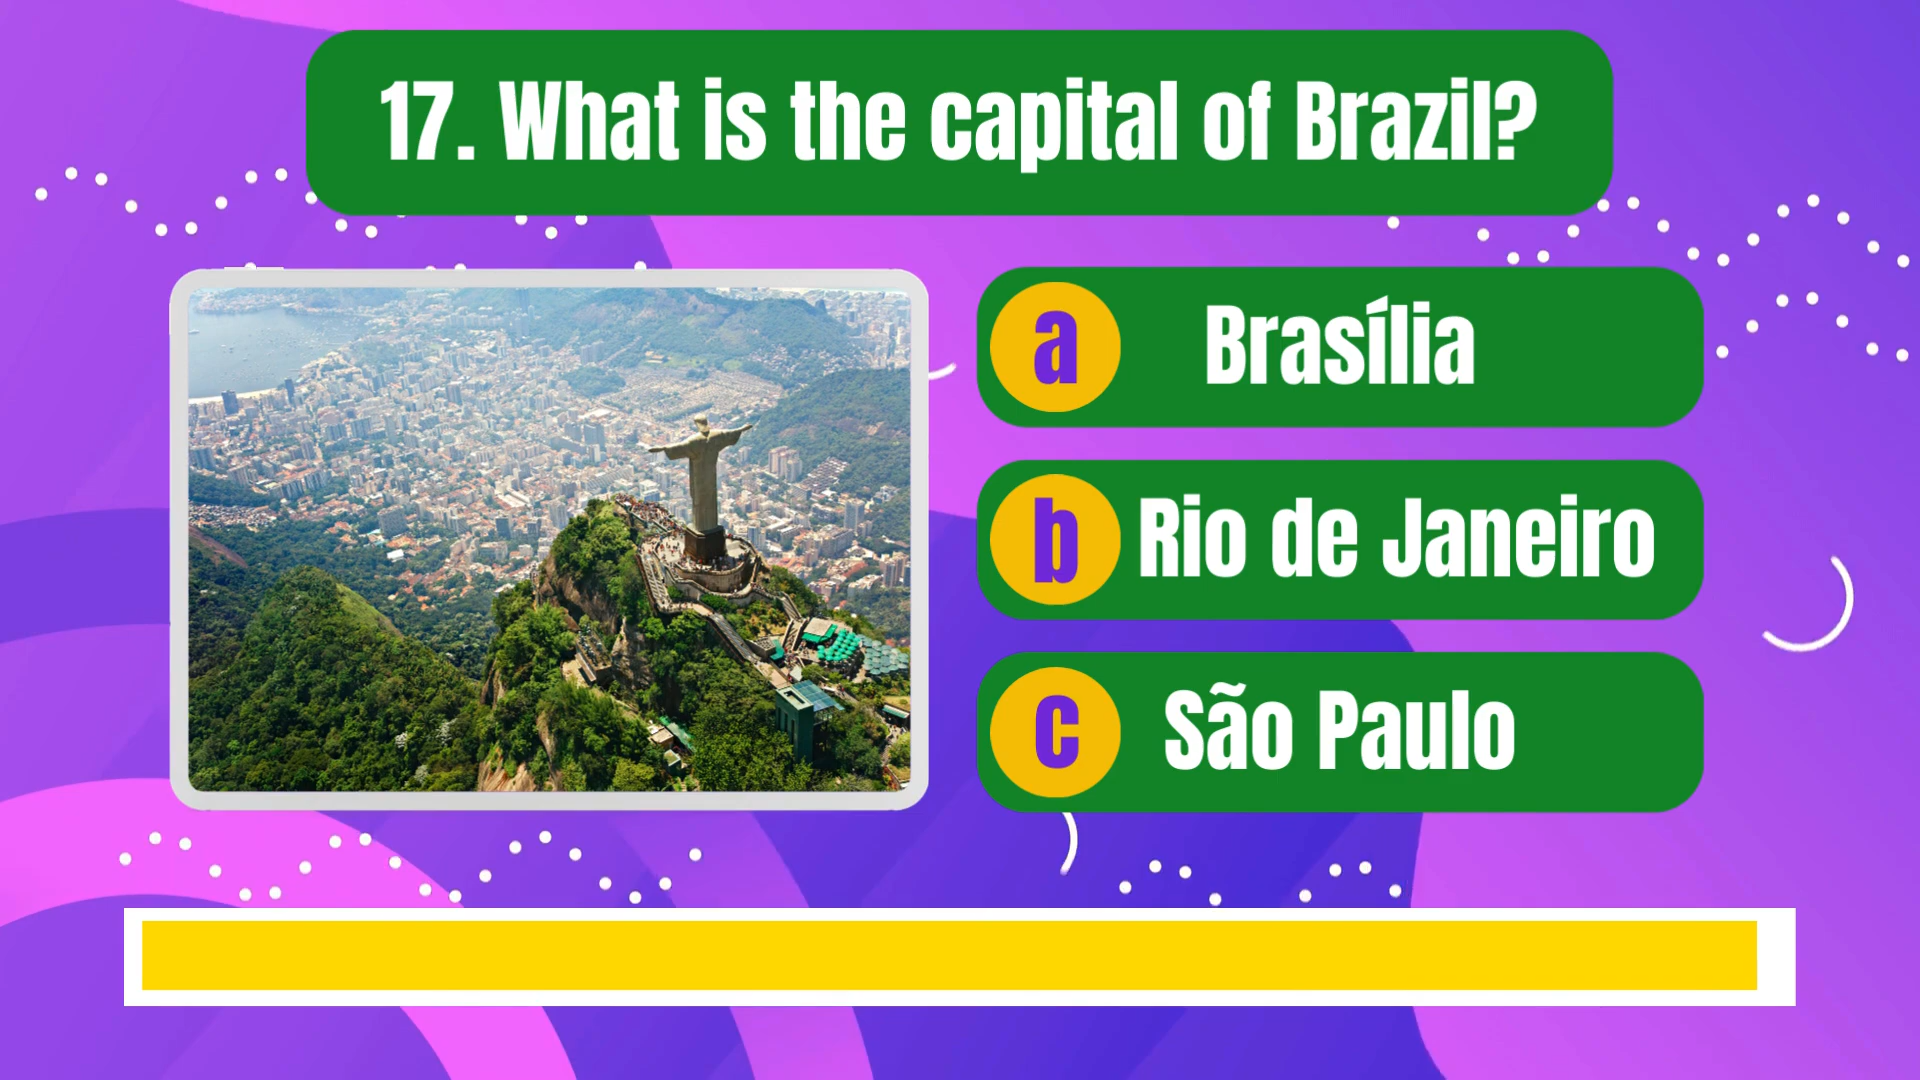 17. What is the capital of Brazil?
a Brasília
b Rio de Janeiro
c São Paulo